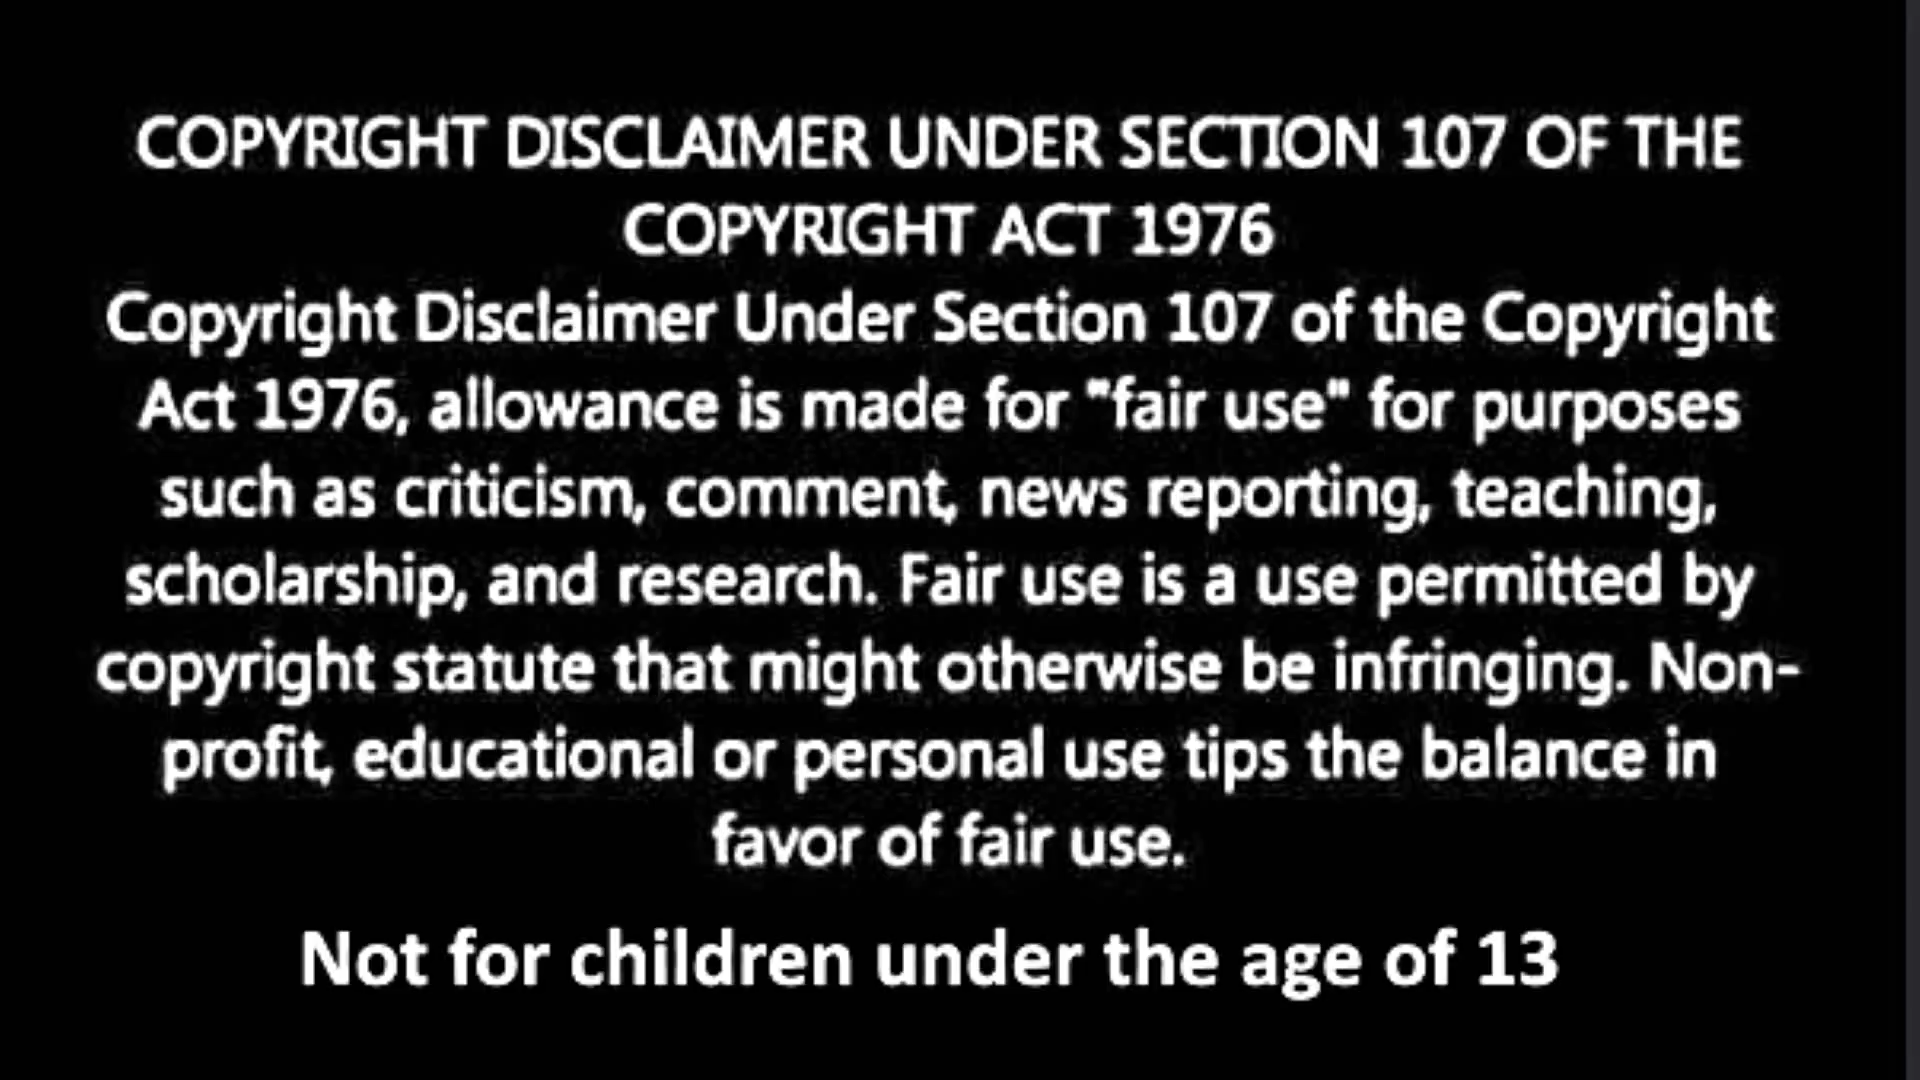 COPYRIGHT DISCLAIMER UNDER SECTION 107 OF THE
COPYRIGHT ACT 1976
Copyright Disclaimer Under Section 107 of the Copyright
Act 1976, allowance is made for "fair use" for purposes
such as criticism, comment, news reporting, teaching,
scholarship, and research. Fair use is a use permitted by
copyright statute that might otherwise be infringing. Non-
profit, educational or personal use tips the balance in
favor of fair use.
Not for children under the age of 13